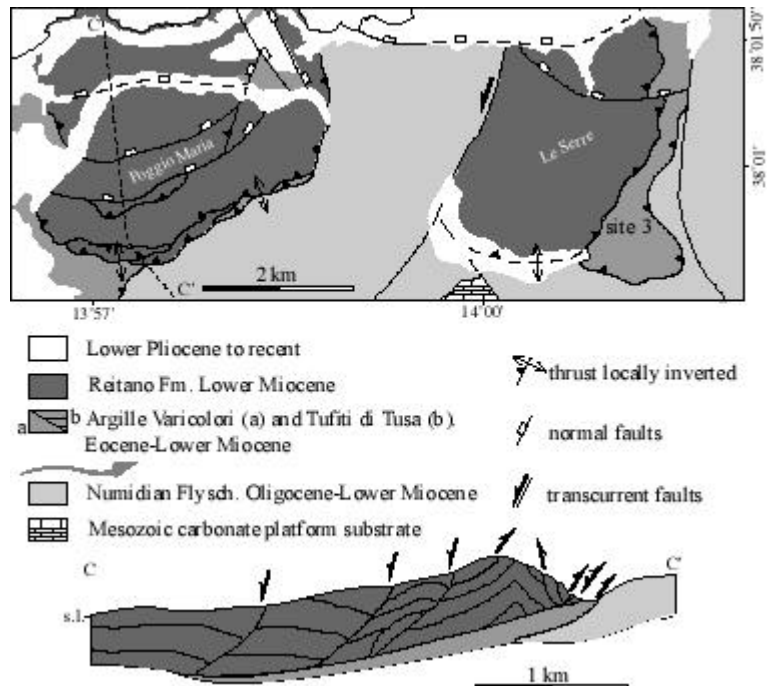 C
38°01'50"
Poggio Maria
Le Serre
38°01'
site 3
C'
2 km
13°57'
14°00'
Lower Pliocene to recent
Reitano Fm. Lower Miocene
a b Argille Varicolori (a) and Tufiti di Tusa (b).
Eocene-Lower Miocene
Numidian Flysch. Oligocene-Lower Miocene
Mesozoic carbonate platform substrate
thrust locally inverted
normal faults
transcurrent faults
C
C'
s.l.
1 km